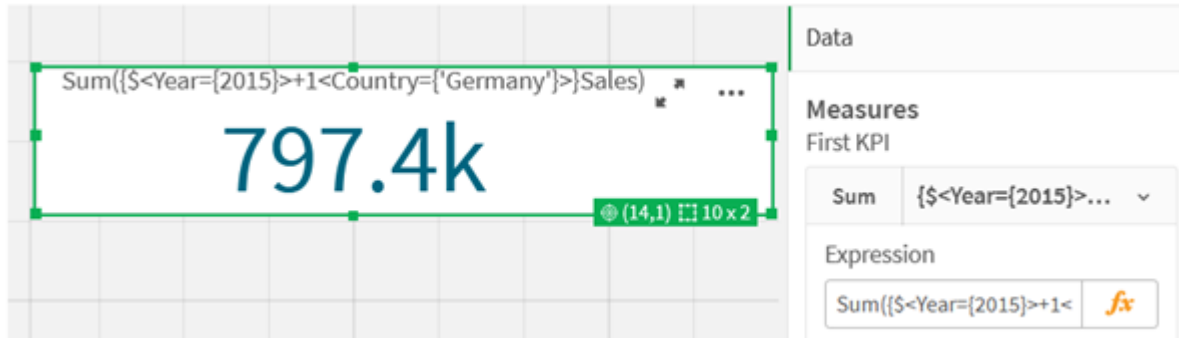 Sum({$<Year={2015}>+1<Country={'Germany'}>}Sales)
797.4k
(14,1) 10 x 2
Data
Measures
First KPI
Sum {$<Year={2015}>...
Expression
Sum({$<Year={2015}>+1< fx